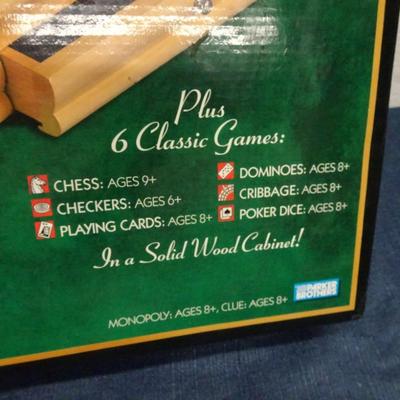 Plus
6 Classic Games:
CHESS: AGES 9+
CHECKERS: AGES 6+
PLAYING CARDS: AGES 8+
DOMINOES: AGES 8+
CRIBBAGE: AGES 8+
POKER DICE: AGES 8+
In a Solid Wood Cabinet!
PARKER
BROTHERS
MONOPOLY: AGES 8+, CLUE: AGES 8+